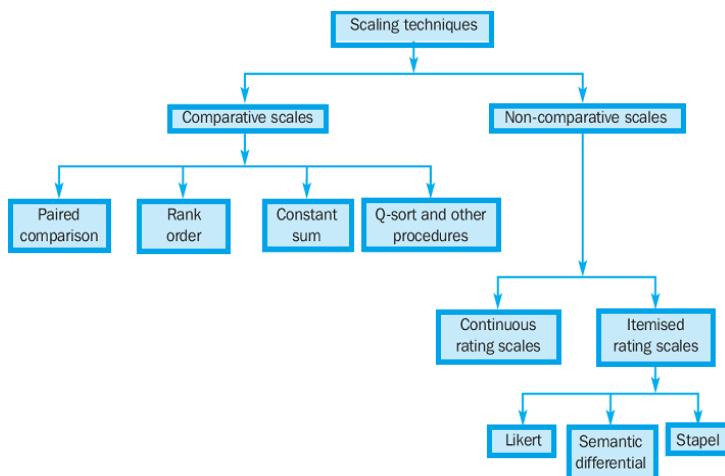 Scaling techniques
Comparative scales
Non-comparative scales
Paired
comparison
Rank
order
Constant
sum
Q-sort and other
procedures
Continuous
rating scales
Itemised
rating scales
Likert
Semantic
differential
Stapel